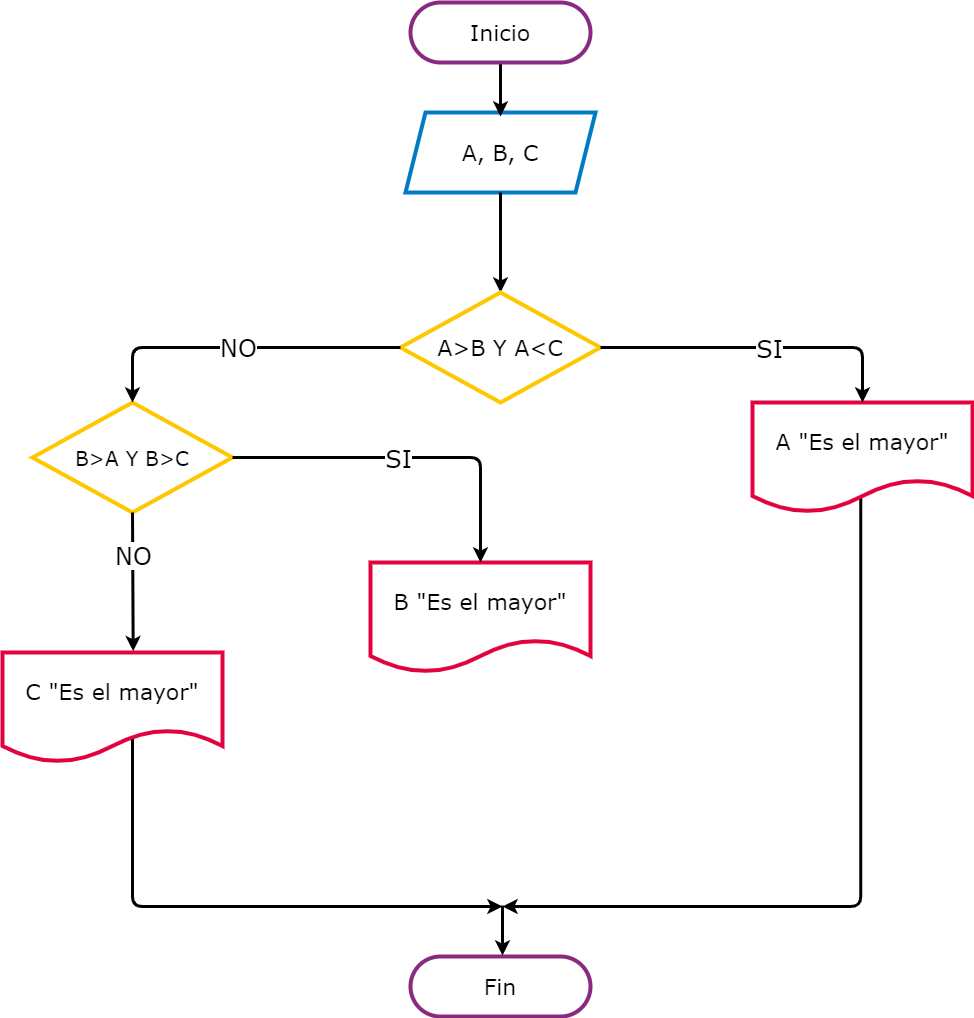 Inicio
A, B, C
A>B Y A<C
NO
SI
A "Es el mayor"
B>A Y B>C
SI
NO
B "Es el mayor"
C "Es el mayor"
Fin